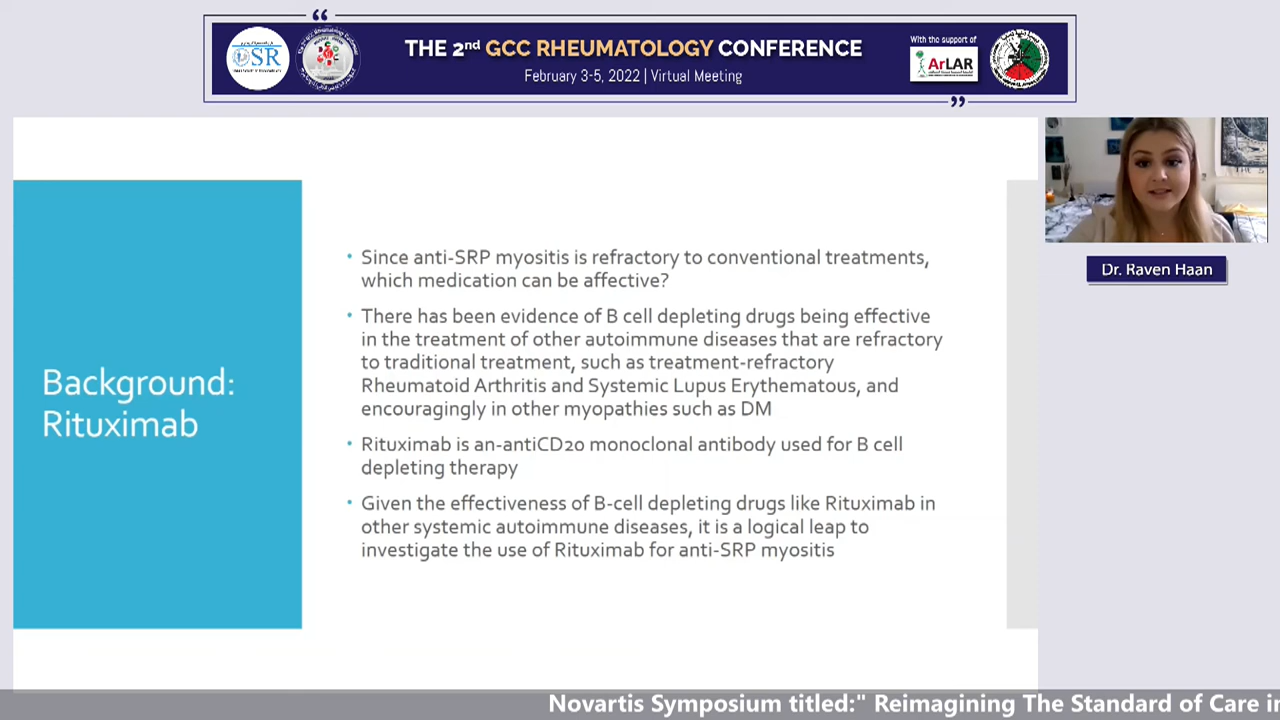 “
THE 2nd GCC RHEUMATOLOGY CONFERENCE
February 3-5, 2022 | Virtual Meeting
OSR
With the support of
ArLAR
”
Background:
Rituximab
• Since anti-SRP myositis is refractory to conventional treatments,
which medication can be affective?
• There has been evidence of B cell depleting drugs being effective
in the treatment of other autoimmune diseases that are refractory
to traditional treatment, such as treatment-refractory
Rheumatoid Arthritis and Systemic Lupus Erythematous, and
encouragingly in other myopathies such as DM
• Rituximab is an-antiCD20 monoclonal antibody used for B cell
depleting therapy
• Given the effectiveness of B-cell depleting drugs like Rituximab in
other systemic autoimmune diseases, it is a logical leap to
investigate the use of Rituximab for anti-SRP myositis
Dr. Raven Haan
Novartis Symposium titled:" Reimagining The Standard of Care in